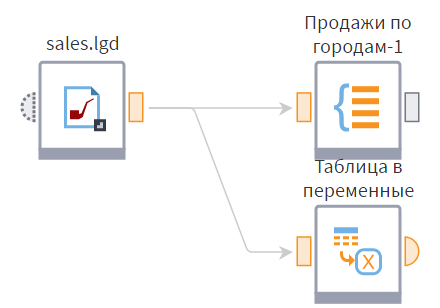 sales.lgd
Продажи по
городам-1
Таблица в
переменные
X